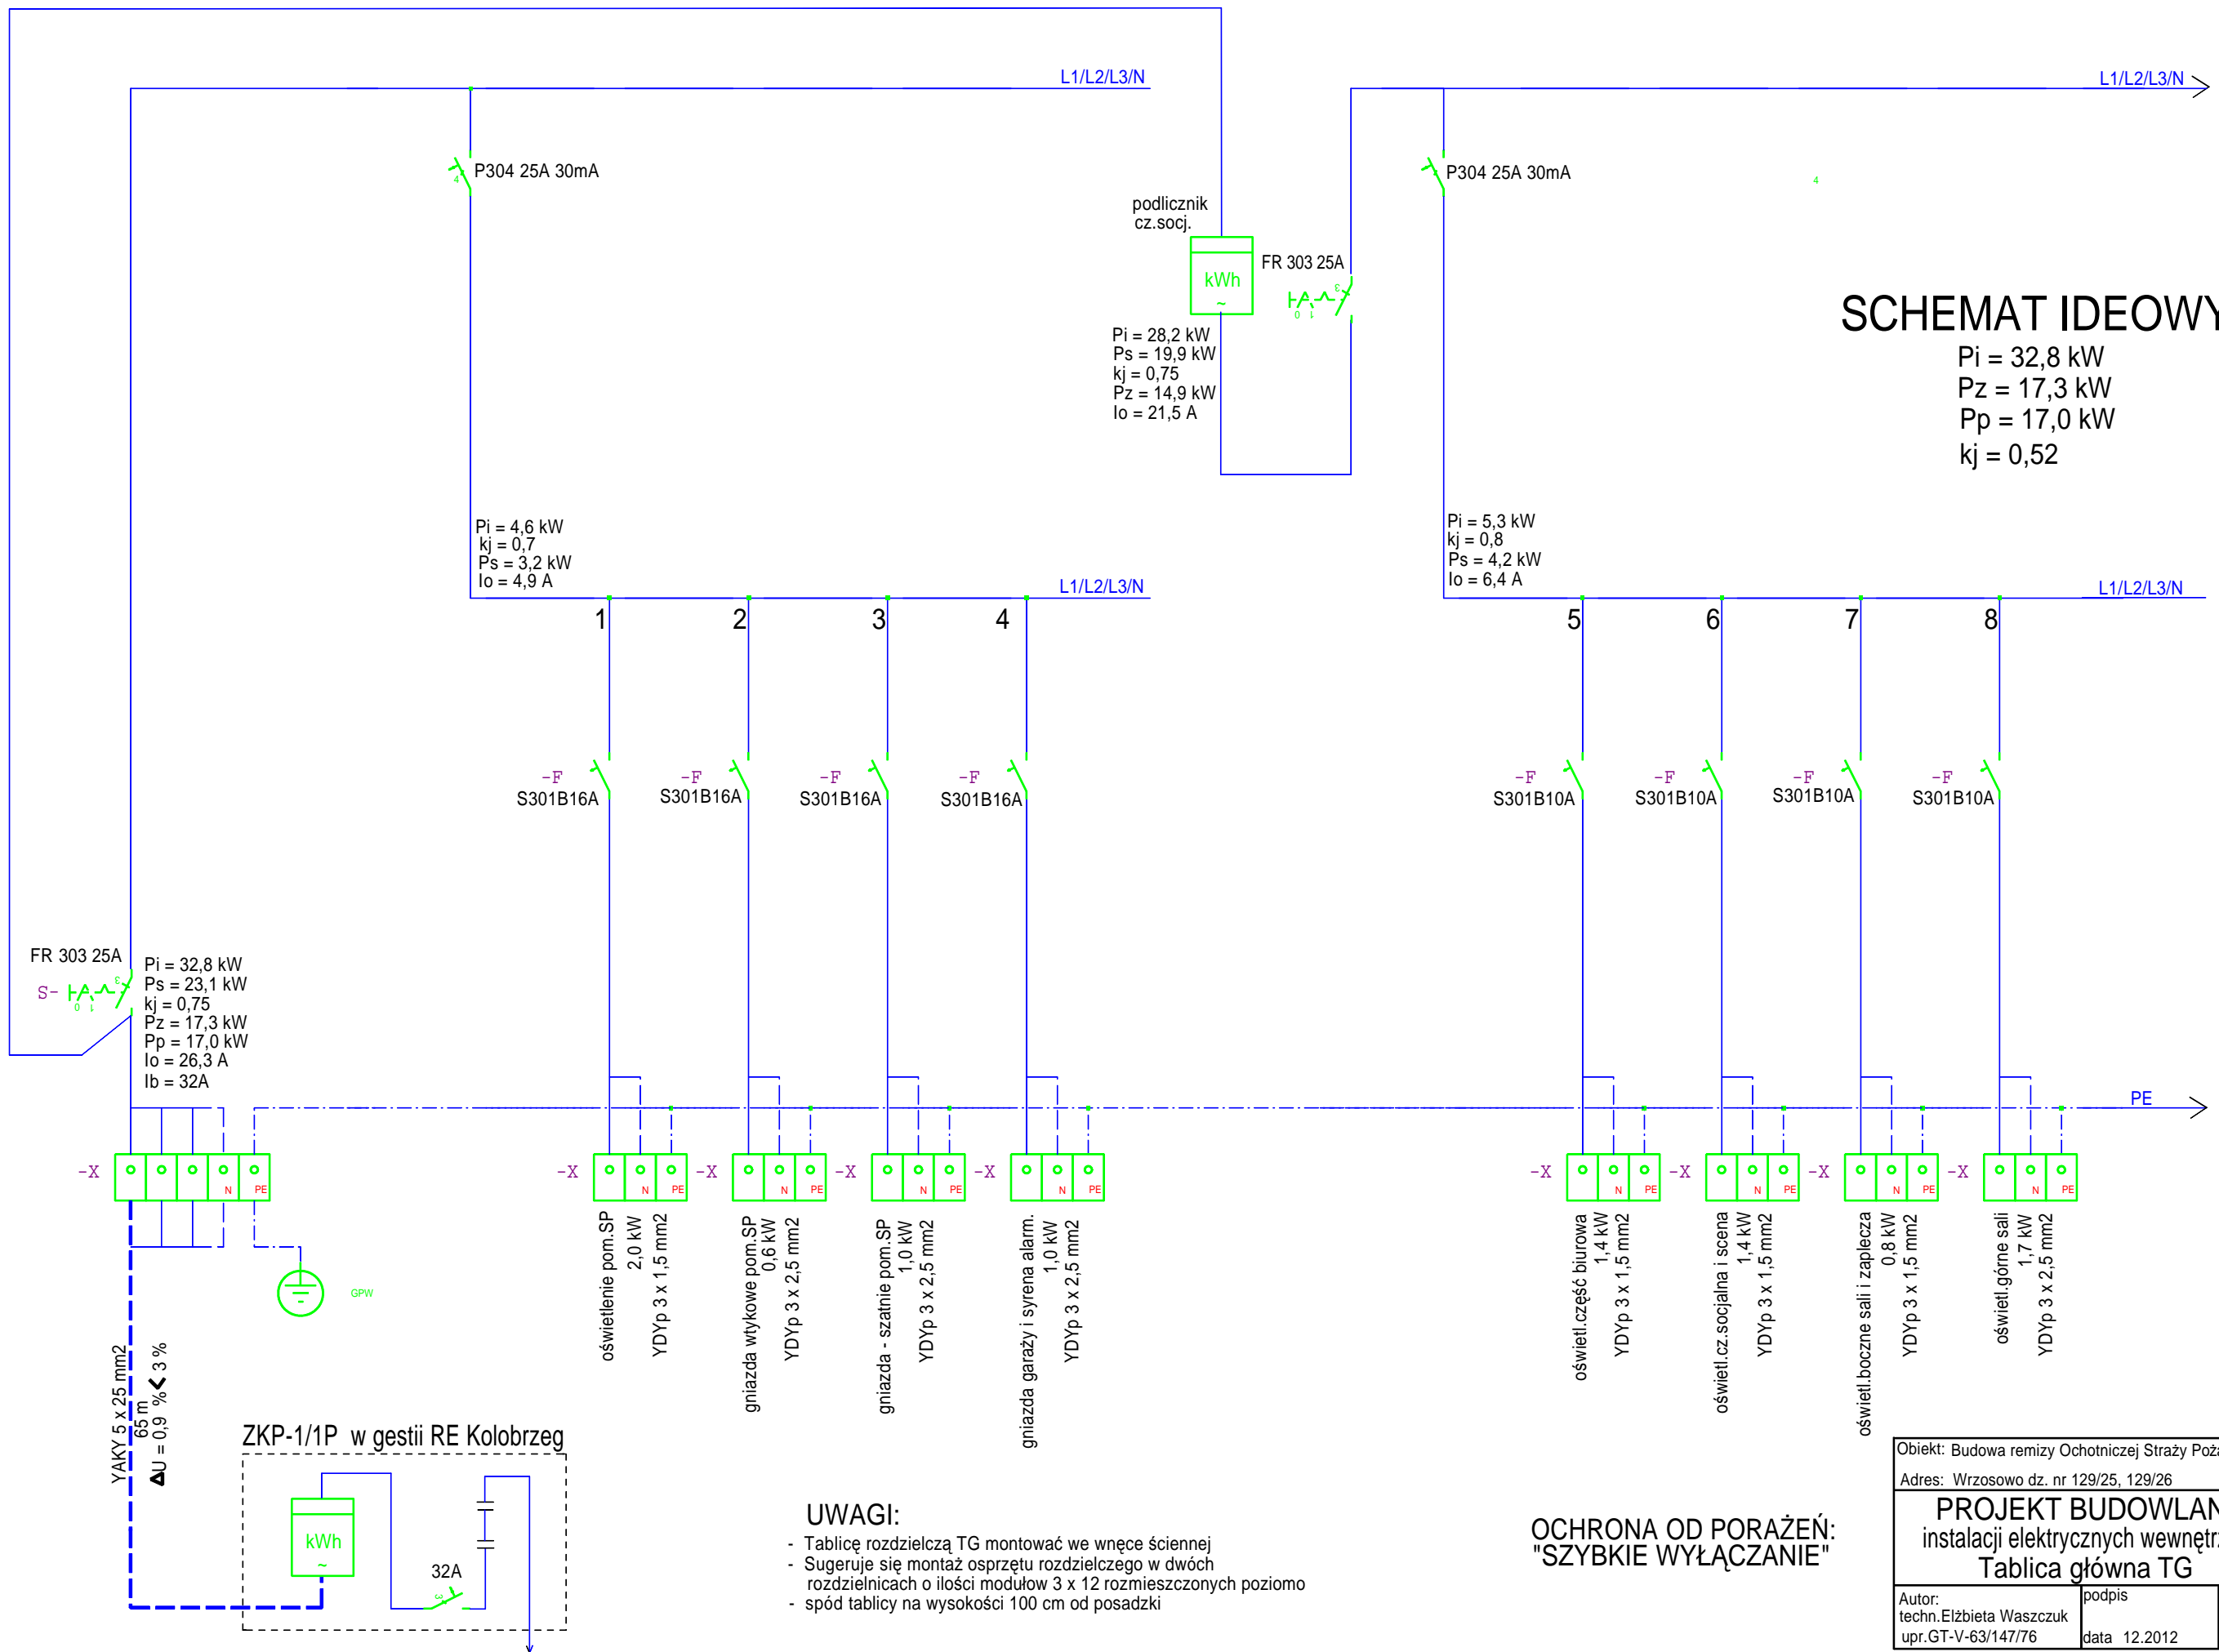 L1/L2/L3/N
L1/L2/L3/N
P304 25A 30mA
4
P304 25A 30mA
4
podlicznik
cz.socj.
kWh
~
FR 303 25A
3
0 1
Pi = 28,2 kW
Ps = 19,9 kW
kj = 0,75
Pz = 14,9 kW
Io = 21,5 A
SCHEMAT IDEOWY
Pi = 32,8 kW
Pz = 17,3 kW
Pp = 17,0 kW
kj = 0,52
Pi = 4,6 kW
kj = 0,7
Ps = 3,2 kW
Io = 4,9 A
L1/L2/L3/N
Pi = 5,3 kW
kj = 0,8
Ps = 4,2 kW
Io = 6,4 A
L1/L2/L3/N
1 2 3 4 5 6 7 8
-F
S301B16A
-F
S301B16A
-F
S301B16A
-F
S301B16A
-F
S301B10A
-F
S301B10A
-F
S301B10A
-F
S301B10A
FR 303 25A
S-
3
0 1
Pi = 32,8 kW
Ps = 23,1 kW
kj = 0,75
Pz = 17,3 kW
Pp = 17,0 kW
Io = 26,3 A
Ib = 32A
PE
-X N PE
-X N PE
-X N PE
-X N PE
-X N PE
-X N PE
-X N PE
-X N PE
-X N PE
GPW
oświetlenie pom.SP
2,0 kW
YDYp 3 x 1,5 mm2
gniazda wtykowe pom.SP
0,6 kW
YDYp 3 x 2,5 mm2
gniazda - szatnie pom.SP
1,0 kW
YDYp 3 x 2,5 mm2
gniazda garaży i syrena alarm.
1,0 kW
YDYp 3 x 2,5 mm2
oświetl.część biurowa
1,4 kW
YDYp 3 x 1,5 mm2
oświetl.cz.socjalna i scena
1,4 kW
YDYp 3 x 1,5 mm2
oświetl.boczne sali i zaplecza
0,8 kW
YDYp 3 x 1,5 mm2
oświetl.górne sali
1,7 kW
YDYp 3 x 2,5 mm2
YAKY 5 x 25 mm2
65 m
ΔU = 0,9 % < 3 %
ZKP-1/1P w gestii RE Kolobrzeg
kWh
~
32A
3
UWAGI:
- Tablicę rozdzielczą TG montować we wnęce ściennej
- Sugeruje się montaż osprzętu rozdzielczego w dwóch
rozdzielnicach o ilości modułow 3 x 12 rozmieszczonych poziomo
- spód tablicy na wysokości 100 cm od posadzki
OCHRONA OD PORAŻEŃ:
"SZYBKIE WYŁĄCZANIE"
Obiekt: Budowa remizy Ochotniczej Straży Poża
Adres: Wrzosowo dz. nr 129/25, 129/26
PROJEKT BUDOWLAN
instalacji elektrycznych wewnętrz
Tablica główna TG
Autor:
techn.Elżbieta Waszczuk
upr.GT-V-63/147/76
podpis
data 12.2012